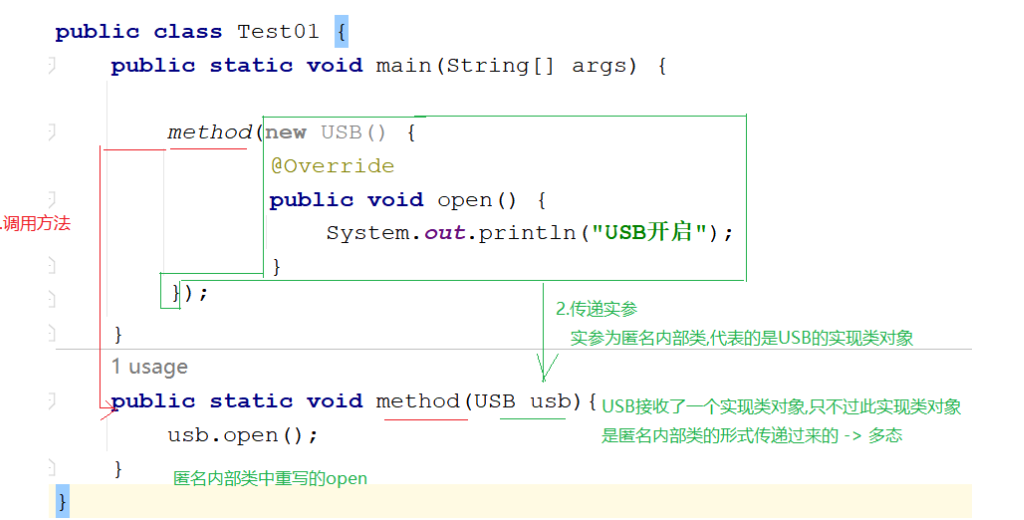 public class Test01 {
public static void main(String[] args) {
method(new USB() {
@Override
public void open() {
.调用方法
System.out.println("USB开启");
}
});
2.传递实参
实参为匿名内部类,代表的是USB的实现类对象
}
1 usage
public static void method(USB usb){
USB接收了一个实现类对象,只不过此实现类对象
usb.open();
是匿名内部类的形式传递过来的 -> 多态
}
匿名内部类中重写的open
}